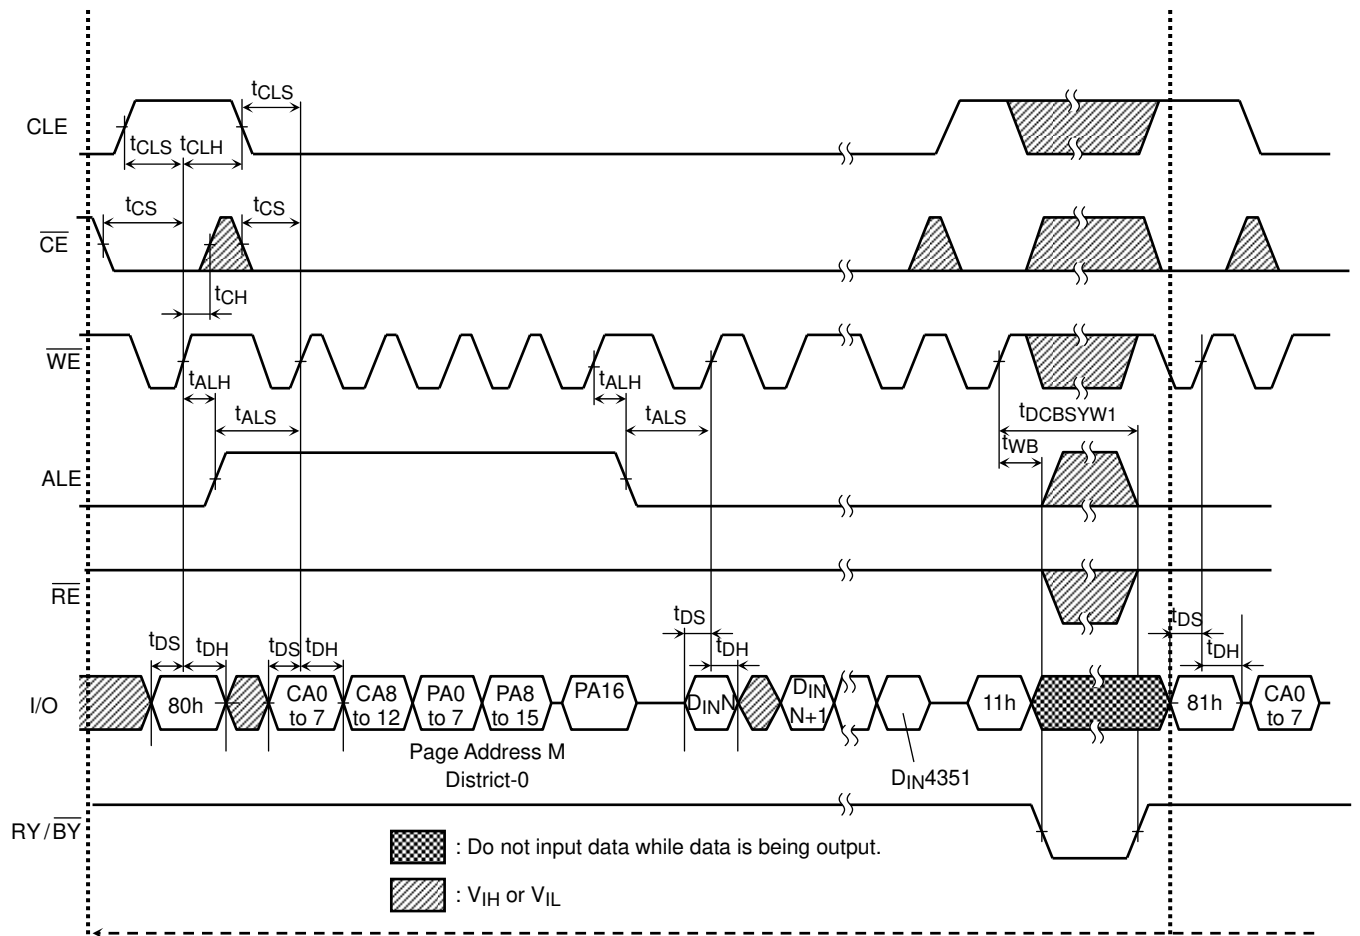 tCLS
CLE
tCLS tCLH
tCS tCS
CE
tCH
WE
tALH tALH
tALS tALS tDCBSYW1
tWB
ALE
RE
tDS tDH tDS tDH tDS tDH tDS tDH
I/O
80h
CA0 to 7
CA8 to 12
PA0 to 7
PA8 to 15
PA16
DINN
DIN N+1
11h
81h
CA0 to 7
Page Address M
District-0
DIN4351
RY/BY
: Do not input data while data is being output.
: VIH or VIL